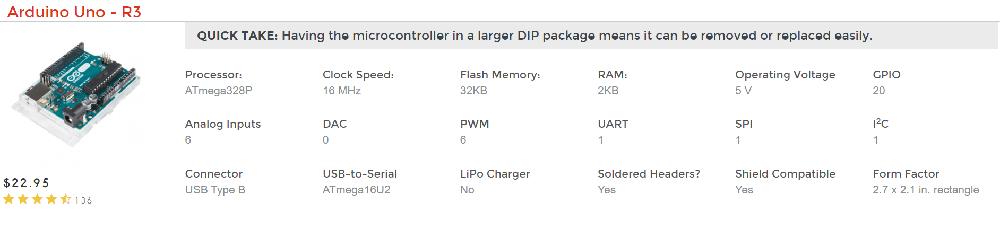 Arduino Uno - R3
QUICK TAKE: Having the microcontroller in a larger DIP package means it can be removed or replaced easily.
Processor: Clock Speed: Flash Memory: RAM: Operating Voltage GPIO
ATmega328P 16 MHz 32KB 2KB 5 V 20
Analog Inputs DAC PWM UART SPI I²C
6 0 6 1 1 1
Connector USB-to-Serial LiPo Charger Soldered Headers? Shield Compatible Form Factor
USB Type B ATmega16U2 No Yes Yes 2.7 x 2.1 in. rectangle
$22.95
136